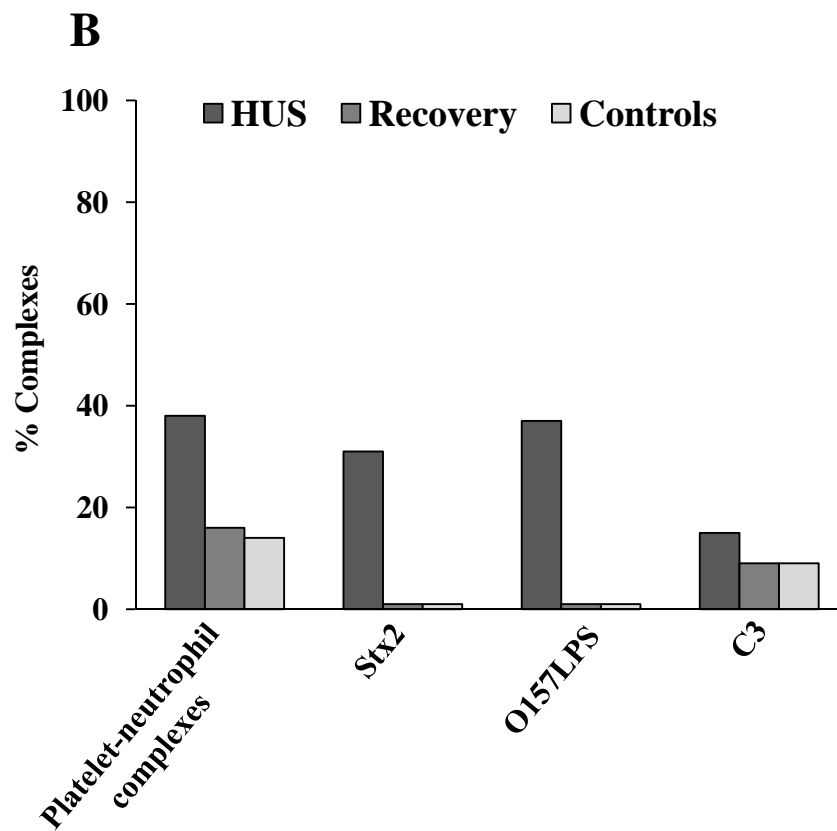 B
HUS Recovery Controls
100
80
60
40
20
0
% Complexes
Platelet-neutrophil
complexes
Stx2
O157LPS
C3